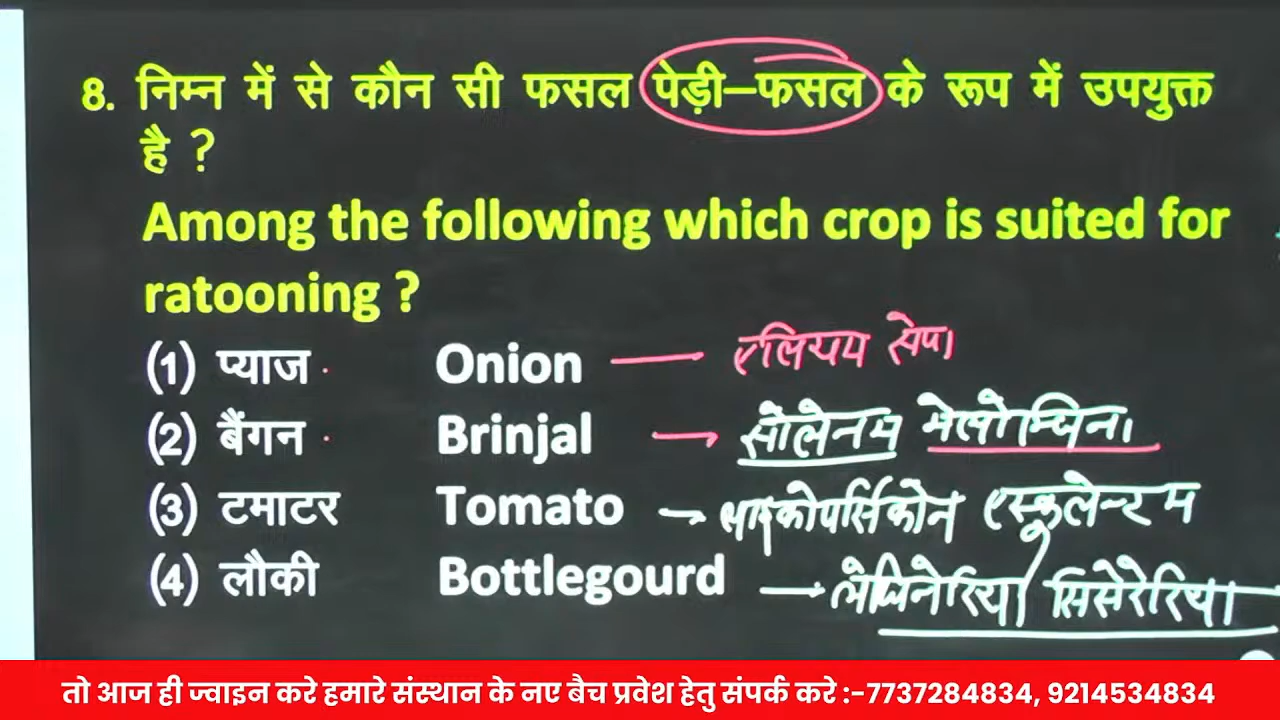 8. निम्न में से कौन सी फसल पेड़ी–फसल के रूप में उपयुक्त
है ?
Among the following which crop is suited for
ratooning ?
(1) प्याज Onion — एलियम सेपा
(2) बैंगन Brinjal → सोलेनम मेलोन्जिना
(3) टमाटर Tomato → लाइकोपर्सिकोन एस्कूलेन्टम
(4) लौकी Bottlegourd → लेजिनेरिया सिसेरेरिया
तो आज ही ज्वाइन करे हमारे संस्थान के नए बैच प्रवेश हेतु संपर्क करे :-7737284834, 9214534834